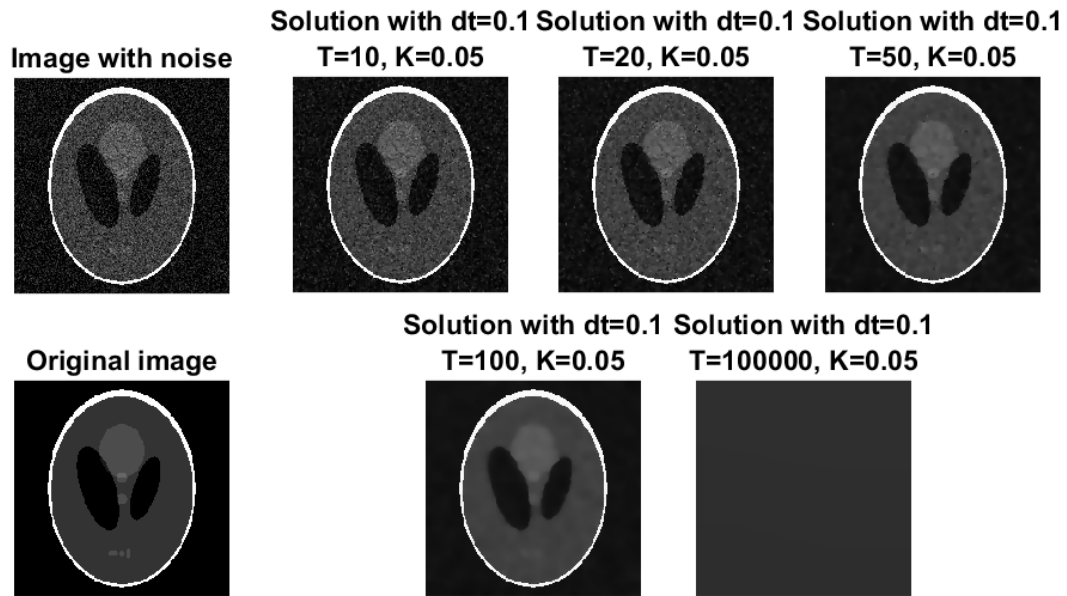 Solution with dt=0.1 Solution with dt=0.1 Solution with dt=0.1
Image with noise T=10, K=0.05 T=20, K=0.05 T=50, K=0.05
Solution with dt=0.1 Solution with dt=0.1
Original image T=100, K=0.05 T=100000, K=0.05